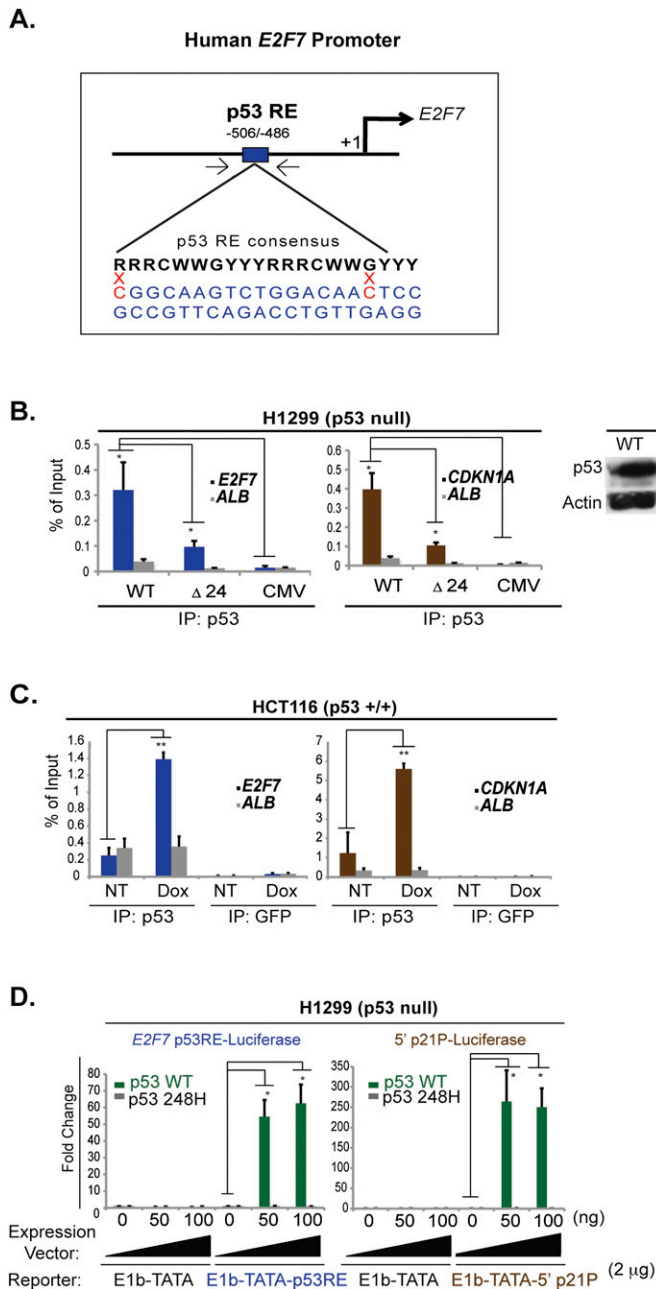 A.
Human E2F7 Promoter
p53 RE
-506/-486
+1
E2F7
p53 RE consensus
RRRCWWGYYYRRRCWWGYYY
X X
CGGCAAGTCTGGACAACTCC
GCCGTTCAGACCTGTTGAGG
B.
H1299 (p53 null)
% of Input
0.5
0.4
0.3
0.2
0.1
0
*
*
E2F7
ALB
WT Δ 24 CMV
IP: p53
0.6
0.5
0.4
0.3
0.2
0.1
0
*
*
CDKN1A
ALB
WT Δ 24 CMV
IP: p53
WT
p53
Actin
C.
HCT116 (p53 +/+)
% of Input
1.6
1.4
1.2
1.0
0.8
0.6
0.4
0.2
0
**
E2F7
ALB
NT Dox NT Dox
IP: p53 IP: GFP
7
6
5
4
3
2
1
0
**
CDKN1A
ALB
NT Dox NT Dox
IP: p53 IP: GFP
D.
H1299 (p53 null)
E2F7 p53RE-Luciferase
5' p21P-Luciferase
Fold Change
80
70
60
50
40
30
20
10
0
p53 WT
p53 248H
*
*
0 50 100 0 50 100
350
300
250
200
150
100
50
0
p53 WT
p53 248H
*
*
0 50 100 0 50 100 (ng)
Expression
Vector:
Reporter: E1b-TATA E1b-TATA-p53RE E1b-TATA E1b-TATA-5' p21P (2 μg)